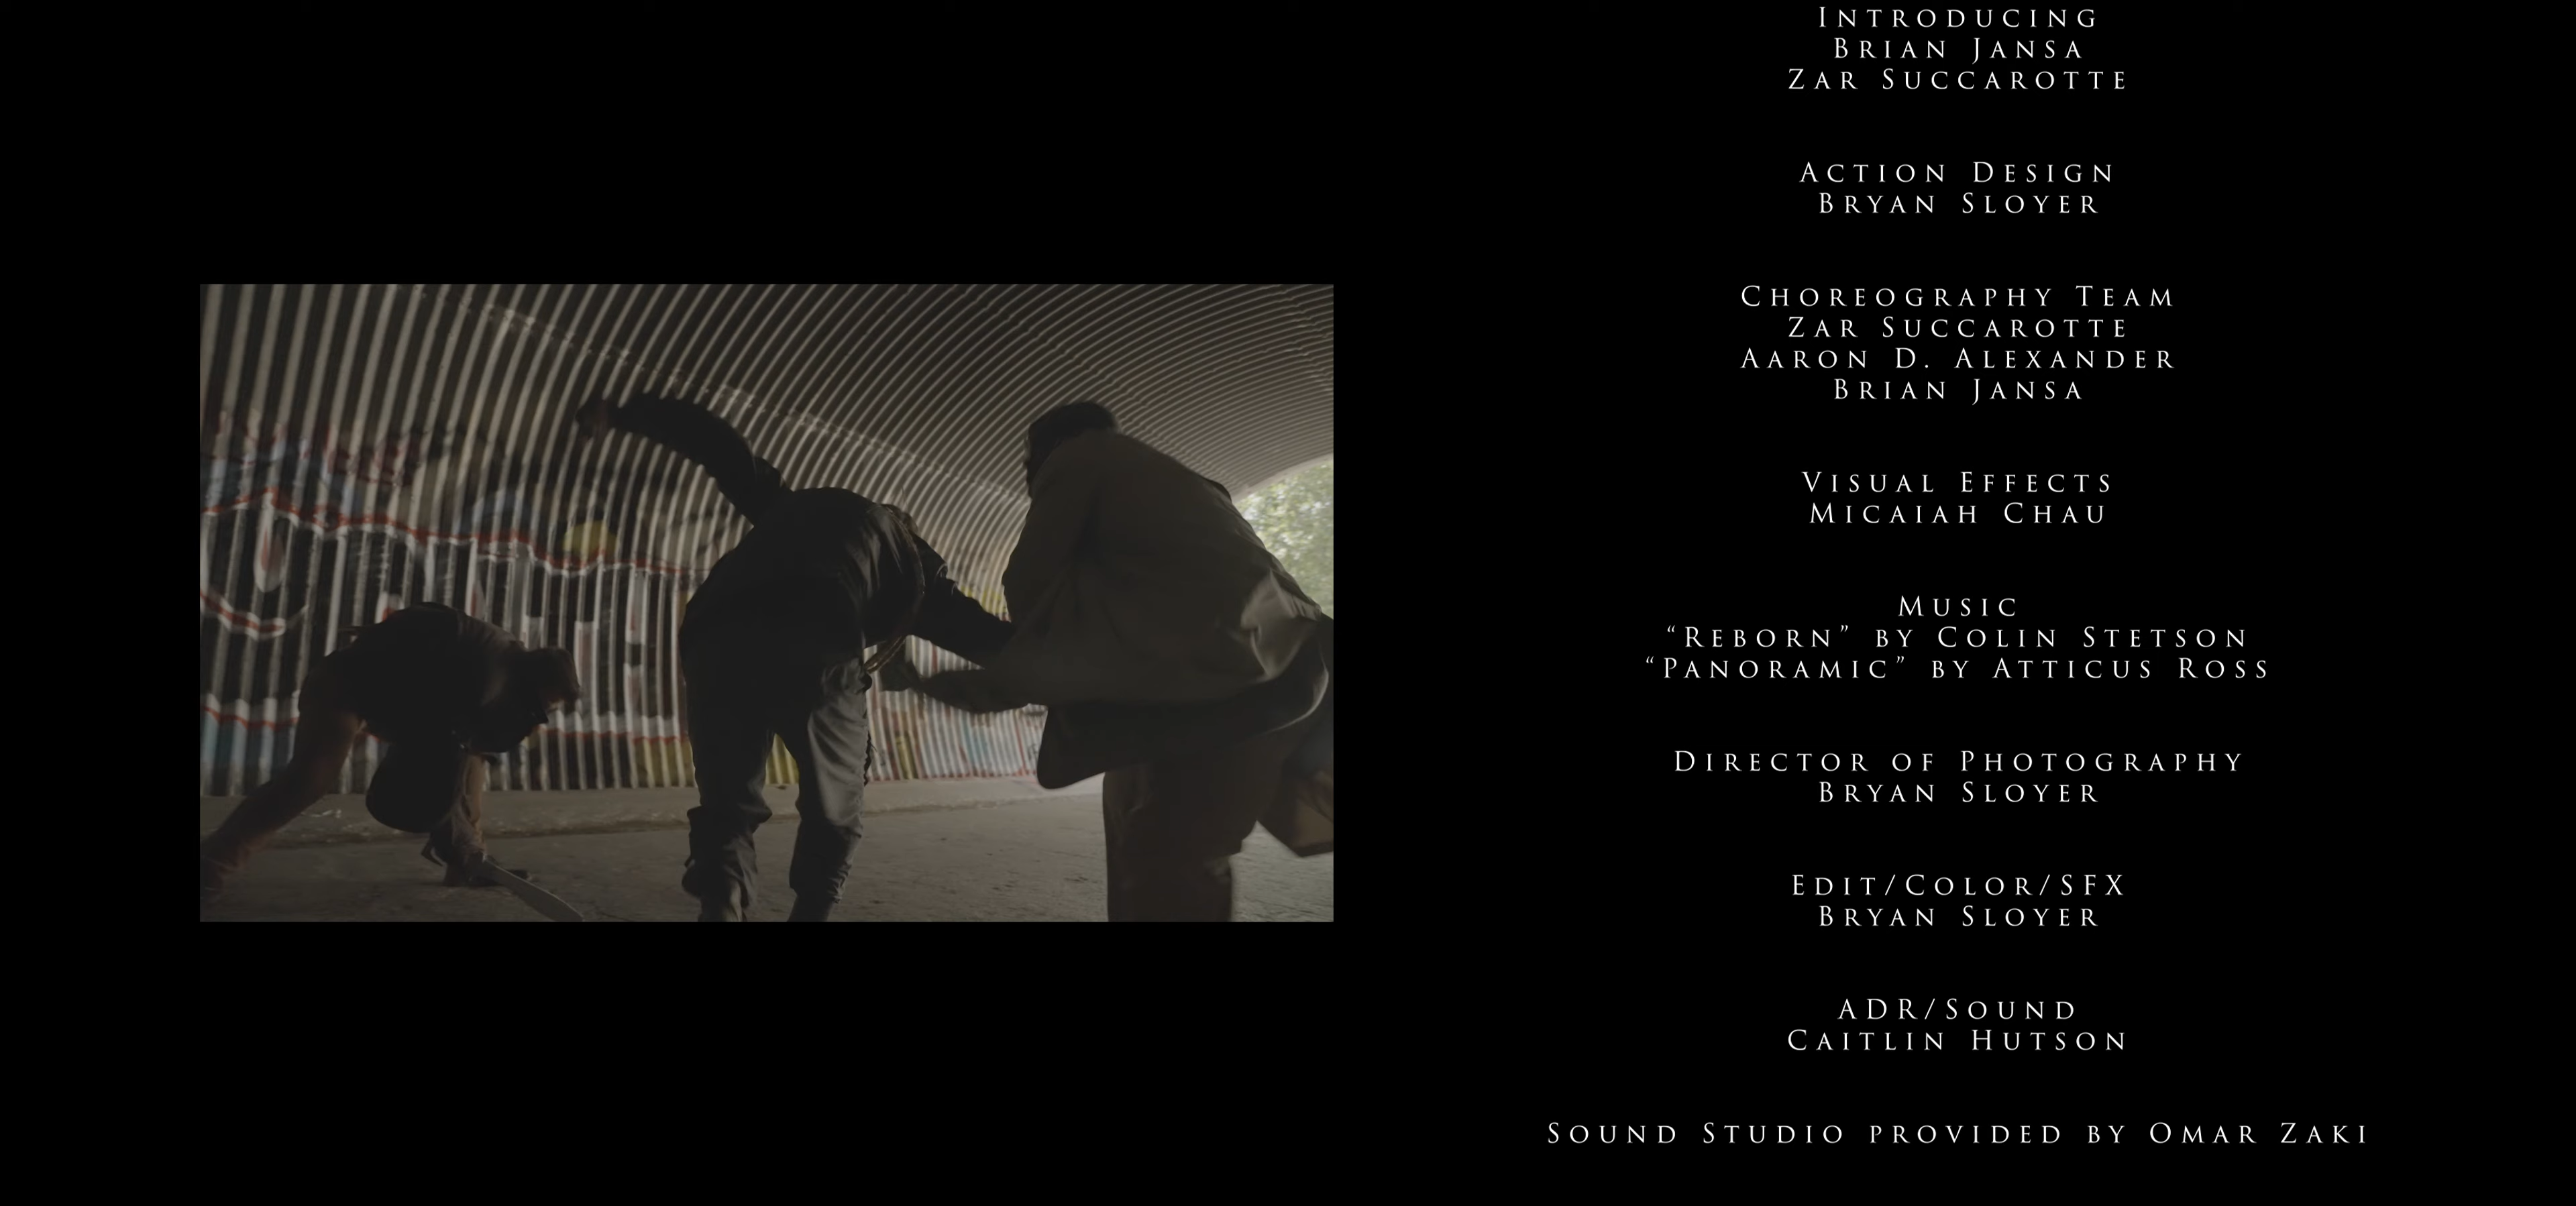 Introducing
Brian Jansa
Zar Succarotte
Action Design
Bryan Sloyer
Choreography Team
Zar Succarotte
Aaron D. Alexander
Brian Jansa
Visual Effects
Micaiah Chau
Music
“Reborn” by Colin Stetson
“Panoramic” by Atticus Ross
Director of Photography
Bryan Sloyer
Edit/Color/SFX
Bryan Sloyer
ADR/Sound
Caitlin Hutson
Sound Studio provided by Omar Zaki